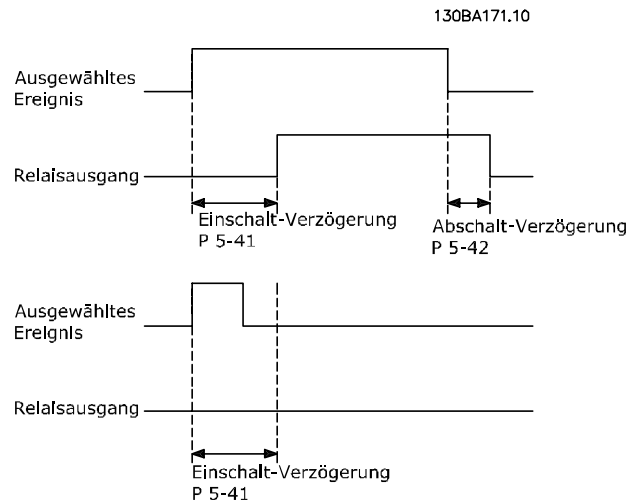 130BA171.10
Ausgewähltes
Ereignis
Relaisausgang
Einschalt-Verzögerung
P 5-41
Abschalt-Verzögerung
P 5-42
Ausgewähltes
Ereignis
Relaisausgang
Einschalt-Verzögerung
P 5-41